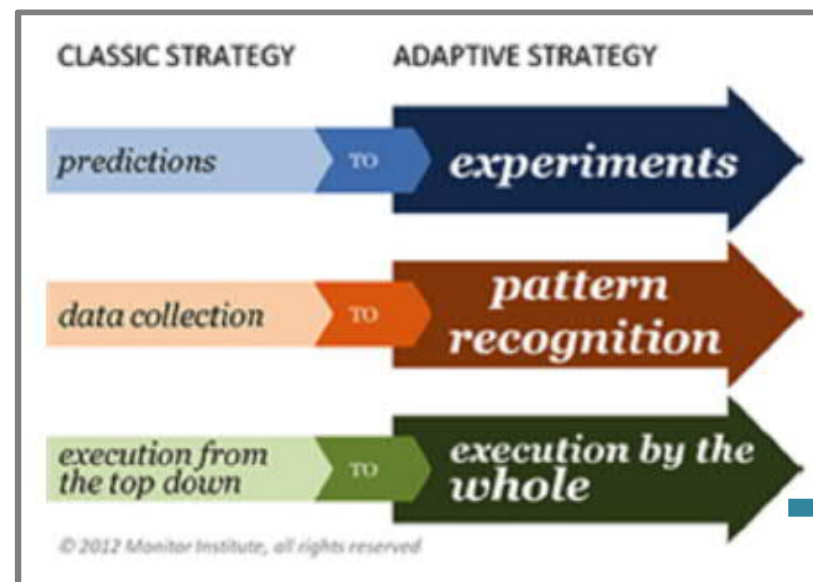 CLASSIC STRATEGY ADAPTIVE STRATEGY
predictions TO experiments
data collection TO pattern
recognition
execution from
the top down TO execution by the
whole
© 2012 Monitor Institute, all rights reserved